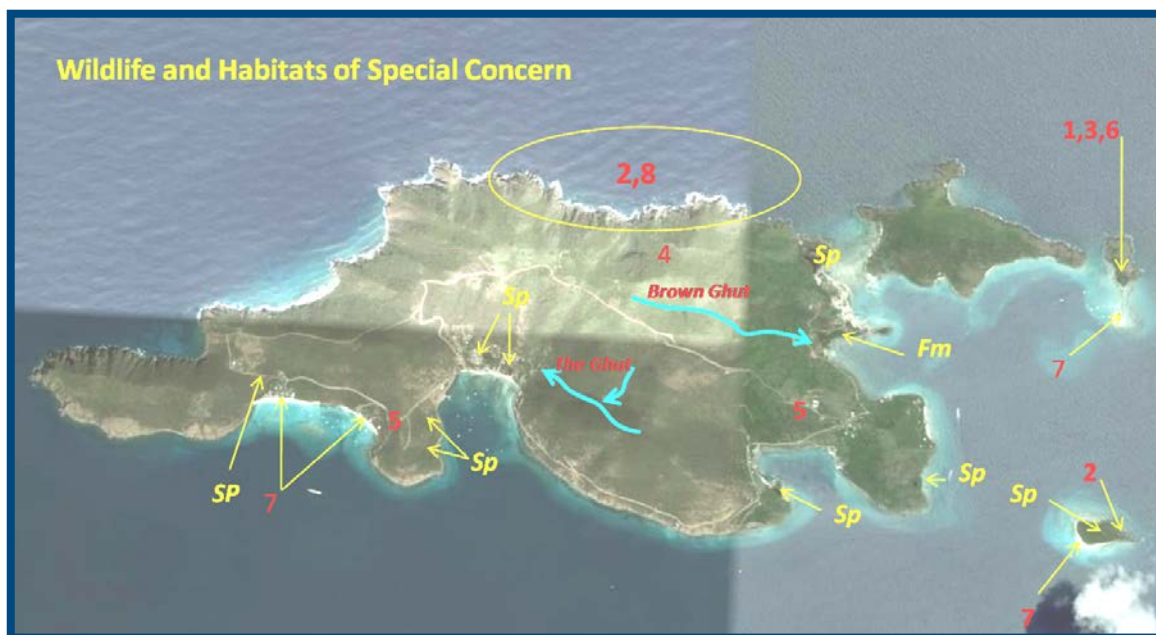 Wildlife and Habitats of Special Concern
1,3,6
2,8
4
Sp
Brown Ghut
Sp
Fm
The Ghut
7
5
5
Sp
SP
7
Sp
Sp
2
Sp
7